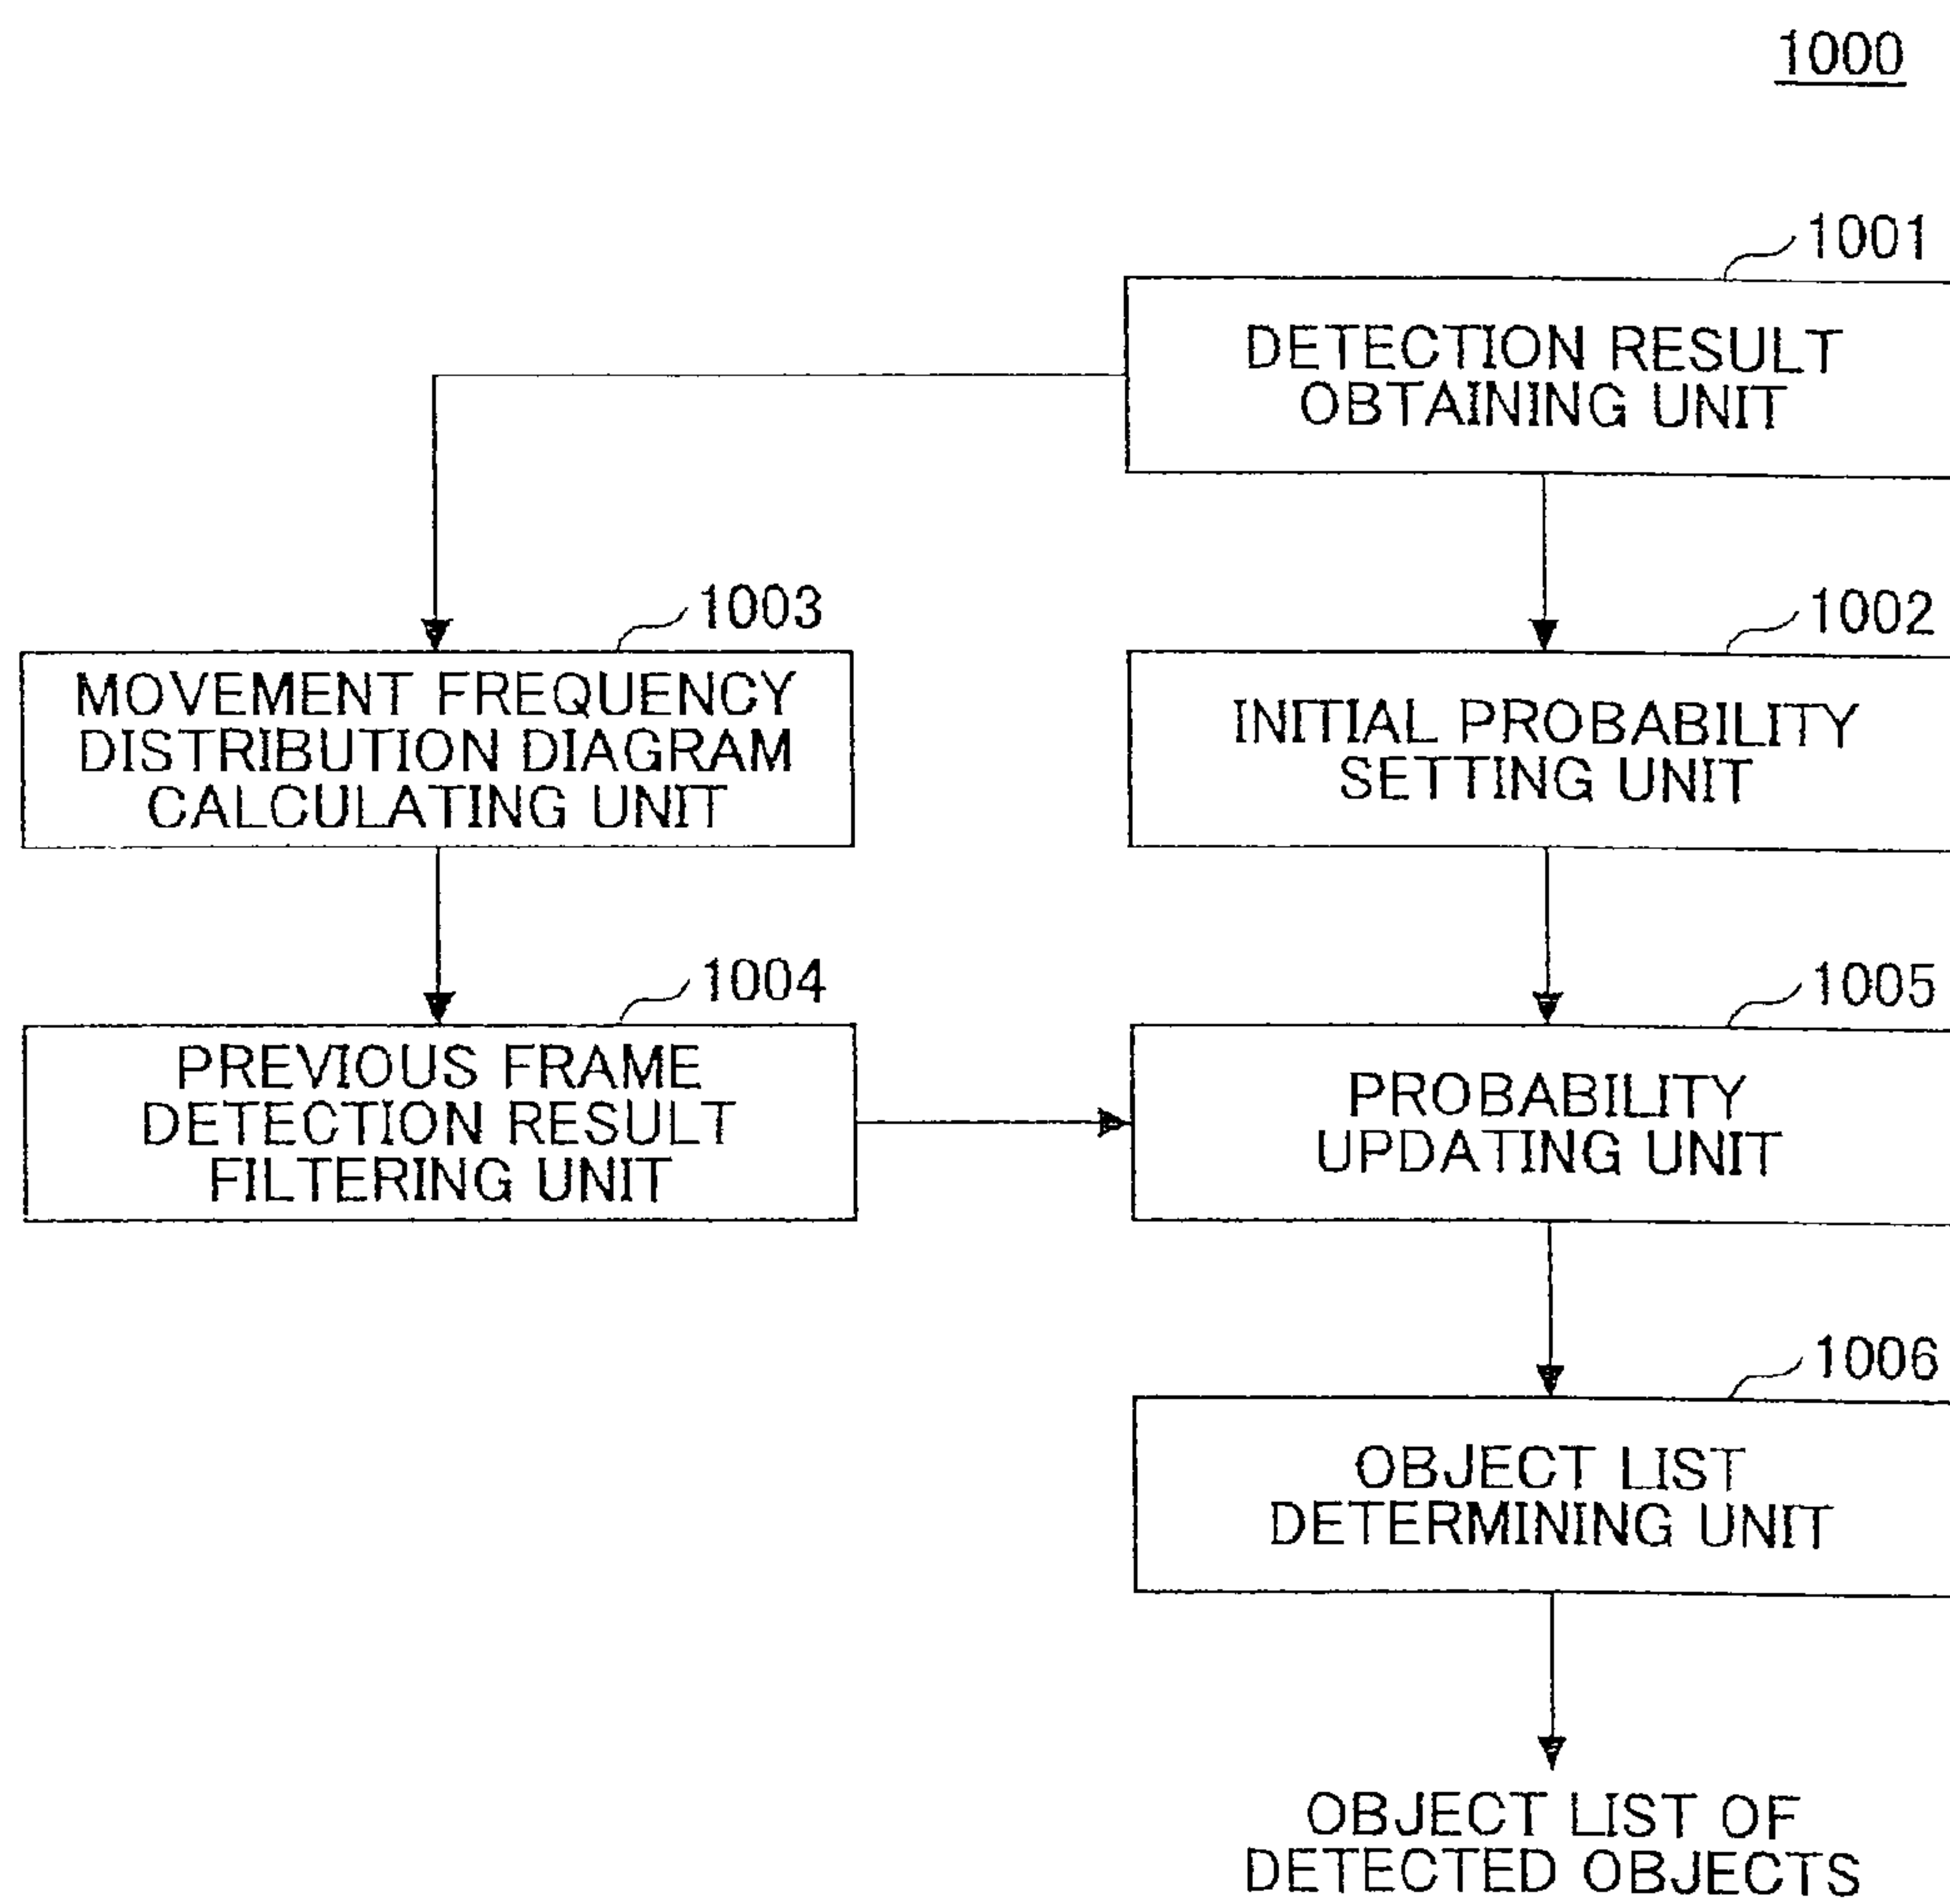 1000
1001
DETECTION RESULT
OBTAINING UNIT
1003
MOVEMENT FREQUENCY
DISTRIBUTION DIAGRAM
CALCULATING UNIT
1002
INITIAL PROBABILITY
SETTING UNIT
1004
PREVIOUS FRAME
DETECTION RESULT
FILTERING UNIT
1005
PROBABILITY
UPDATING UNIT
1006
OBJECT LIST
DETERMINING UNIT
OBJECT LIST OF
DETECTED OBJECTS